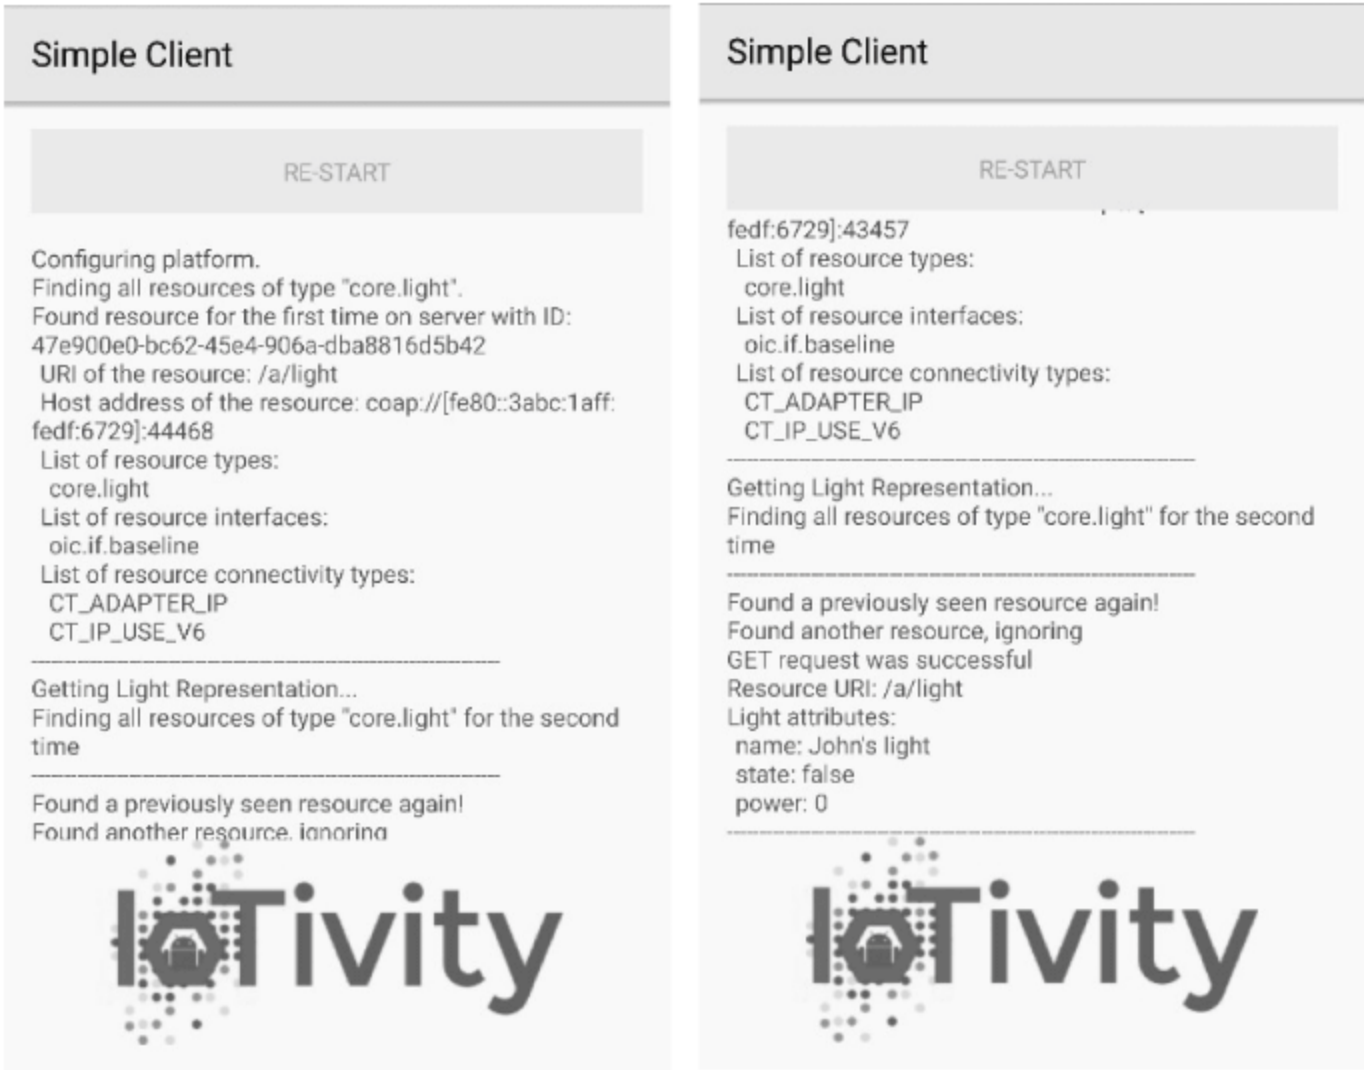 Simple Client
RE-START
Configuring platform.
Finding all resources of type "core.light".
Found resource for the first time on server with ID:
47e900e0-bc62-45e4-906a-dba8816d5b42
URI of the resource: /a/light
Host address of the resource: coap://[fe80::3abc:1aff:
fedf:6729]:44468
List of resource types:
core.light
List of resource interfaces:
oic.if.baseline
List of resource connectivity types:
CT_ADAPTER_IP
CT_IP_USE_V6
Getting Light Representation...
Finding all resources of type "core.light" for the second
time
Found a previously seen resource again!
Found another resource, ignoring
IoTivity
Simple Client
RE-START
fedf:6729]:43457
List of resource types:
core.light
List of resource interfaces:
oic.if.baseline
List of resource connectivity types:
CT_ADAPTER_IP
CT_IP_USE_V6
Getting Light Representation...
Finding all resources of type "core.light" for the second
time
Found a previously seen resource again!
Found another resource, ignoring
GET request was successful
Resource URI: /a/light
Light attributes:
name: John's light
state: false
power: 0
IoTivity